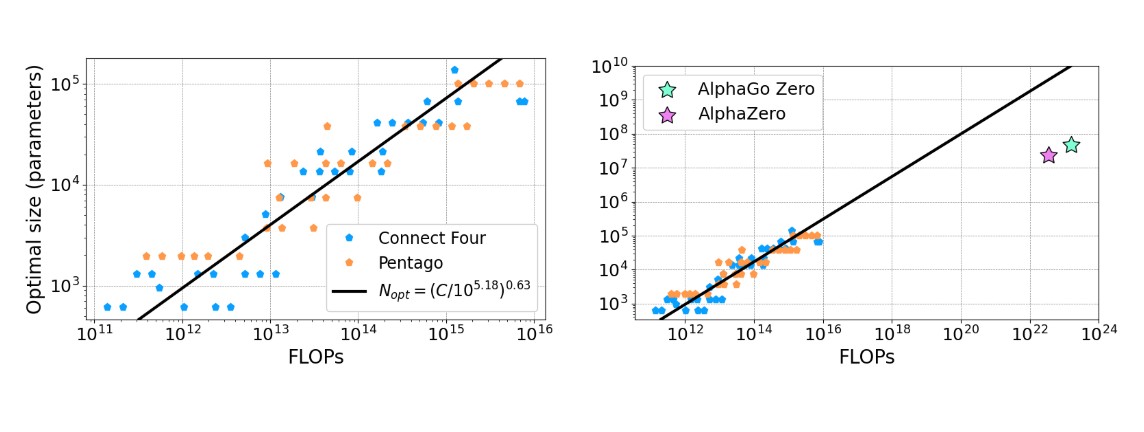 Optimal size (parameters)
10^5
10^4
10^3
10^11 10^12 10^13 10^14 10^15 10^16
FLOPs
Connect Four
Pentago
N_opt = (C/10^5.18)^0.63
10^10
10^9
10^8
10^7
10^6
10^5
10^4
10^3
10^12 10^14 10^16 10^18 10^20 10^22 10^24
FLOPs
AlphaGo Zero
AlphaZero